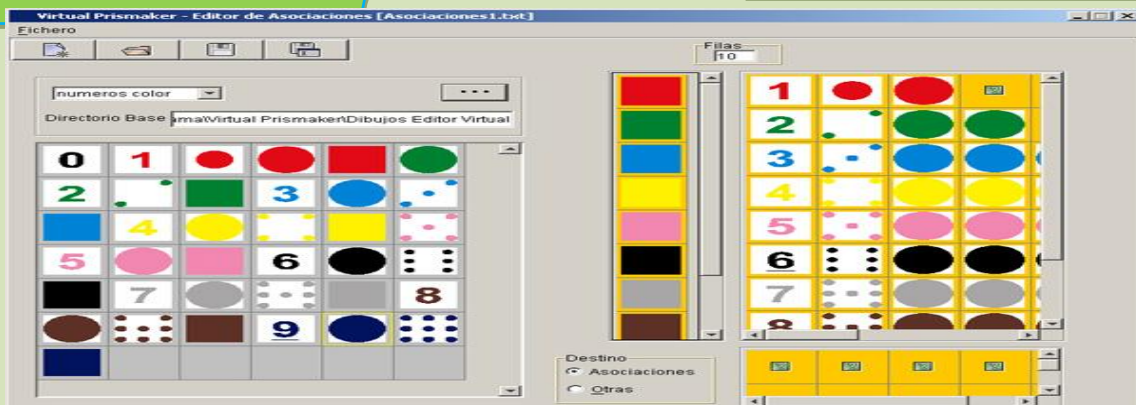 Virtual Prismaker - Editor de Asociaciones [Asociaciones1.txt]
Fichero
Filas
10
numeros color
...
Directorio Base ama\Virtual Prismaker\Dibujos Editor Virtual
0 1
2 3
4
5 6
7 8
9
1
2
3
4
5
6
7
8
Destino
Asociaciones
Otras